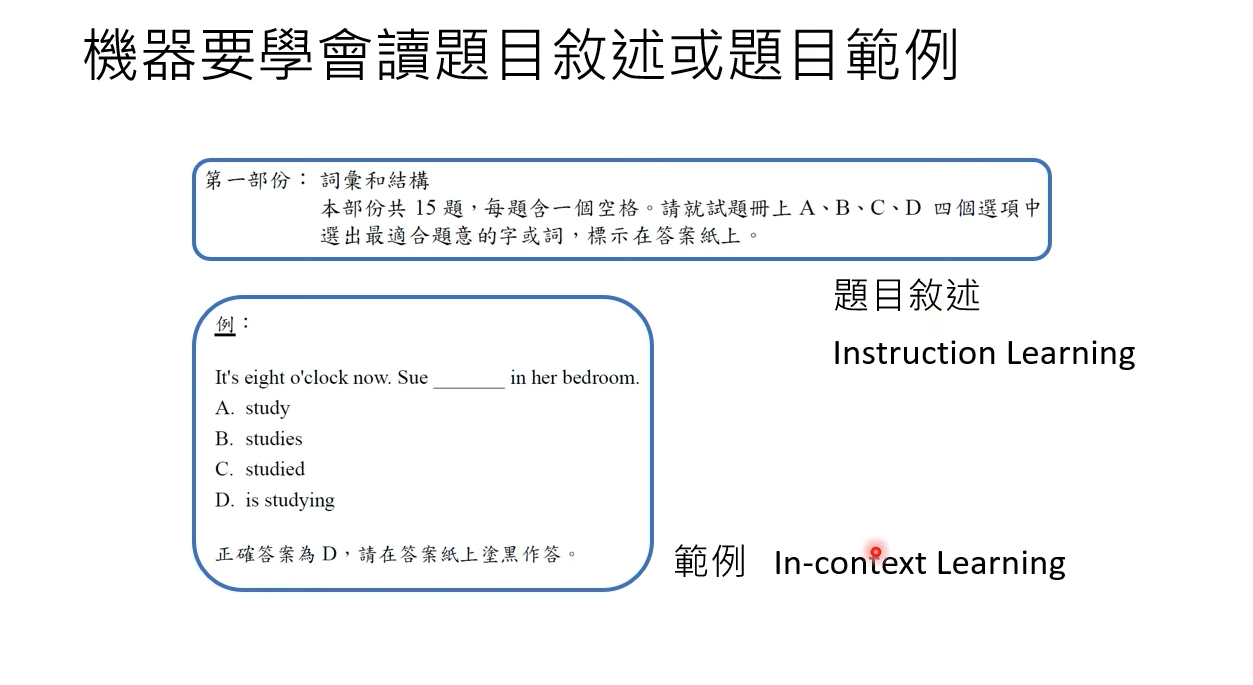 機器要學會讀題目敘述或題目範例
第一部份： 詞彙和結構
本部份共 15 題，每題含一個空格。請就試題冊上 A、B、C、D 四個選項中
選出最適合題意的字或詞，標示在答案紙上。
題目敘述
Instruction Learning
例：
It's eight o'clock now. Sue _______ in her bedroom.
A. study
B. studies
C. studied
D. is studying
正確答案為 D，請在答案紙上塗黑作答。
範例 In-context Learning